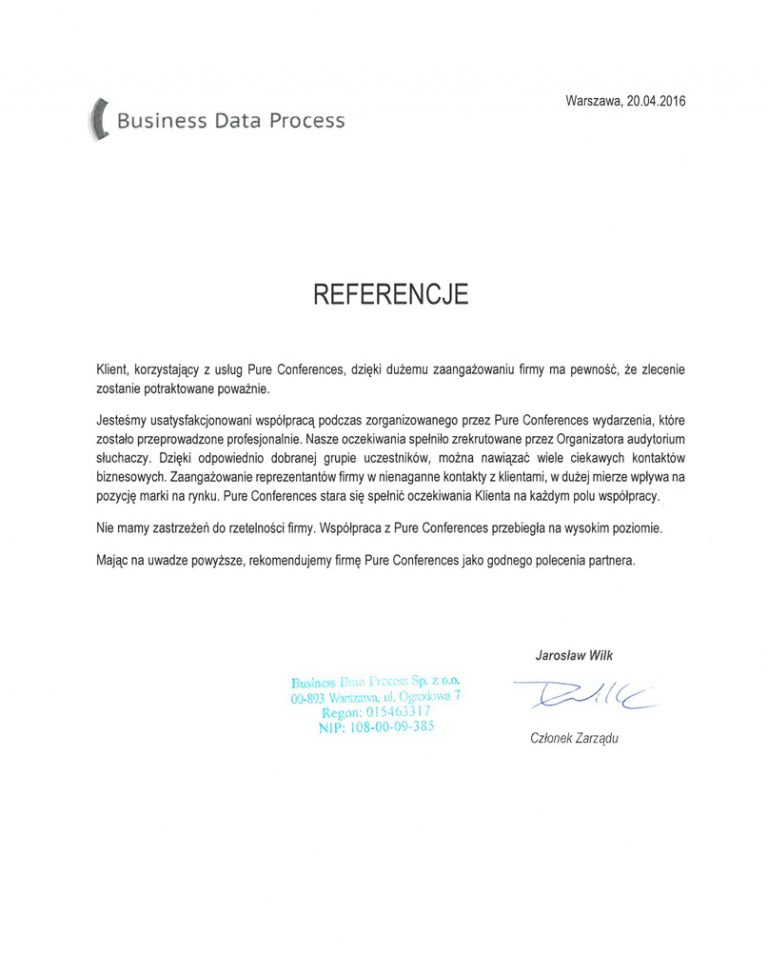 Warszawa, 20.04.2016
Business Data Process
REFERENCJE
Klient, korzystający z usług Pure Conferences, dzięki dużemu zaangażowaniu firmy ma pewność, że zlecenie
zostanie potraktowane poważnie.
Jesteśmy usatysfakcjonowani współpracą podczas zorganizowanego przez Pure Conferences wydarzenia, które
zostało przeprowadzone profesjonalnie. Nasze oczekiwania spełniło zrekrutowane przez Organizatora audytorium
słuchaczy. Dzięki odpowiednio dobranej grupie uczestników, można nawiązać wiele ciekawych kontaktów
biznesowych. Zaangażowanie reprezentantów firmy w nienaganne kontakty z klientami, w dużej mierze wpływa na
pozycję marki na rynku. Pure Conferences stara się spełnić oczekiwania Klienta na każdym polu współpracy.
Nie mamy zastrzeżeń do rzetelności firmy. Współpraca z Pure Conferences przebiegła na wysokim poziomie.
Mając na uwadze powyższe, rekomendujemy firmę Pure Conferences jako godnego polecenia partnera.
Jarosław Wilk
Business Data Process Sp. z o.o.
00-893 Warszawa, ul. Ogrodowa 7
Regon: 015463317
NIP: 108-00-09-385
Członek Zarządu